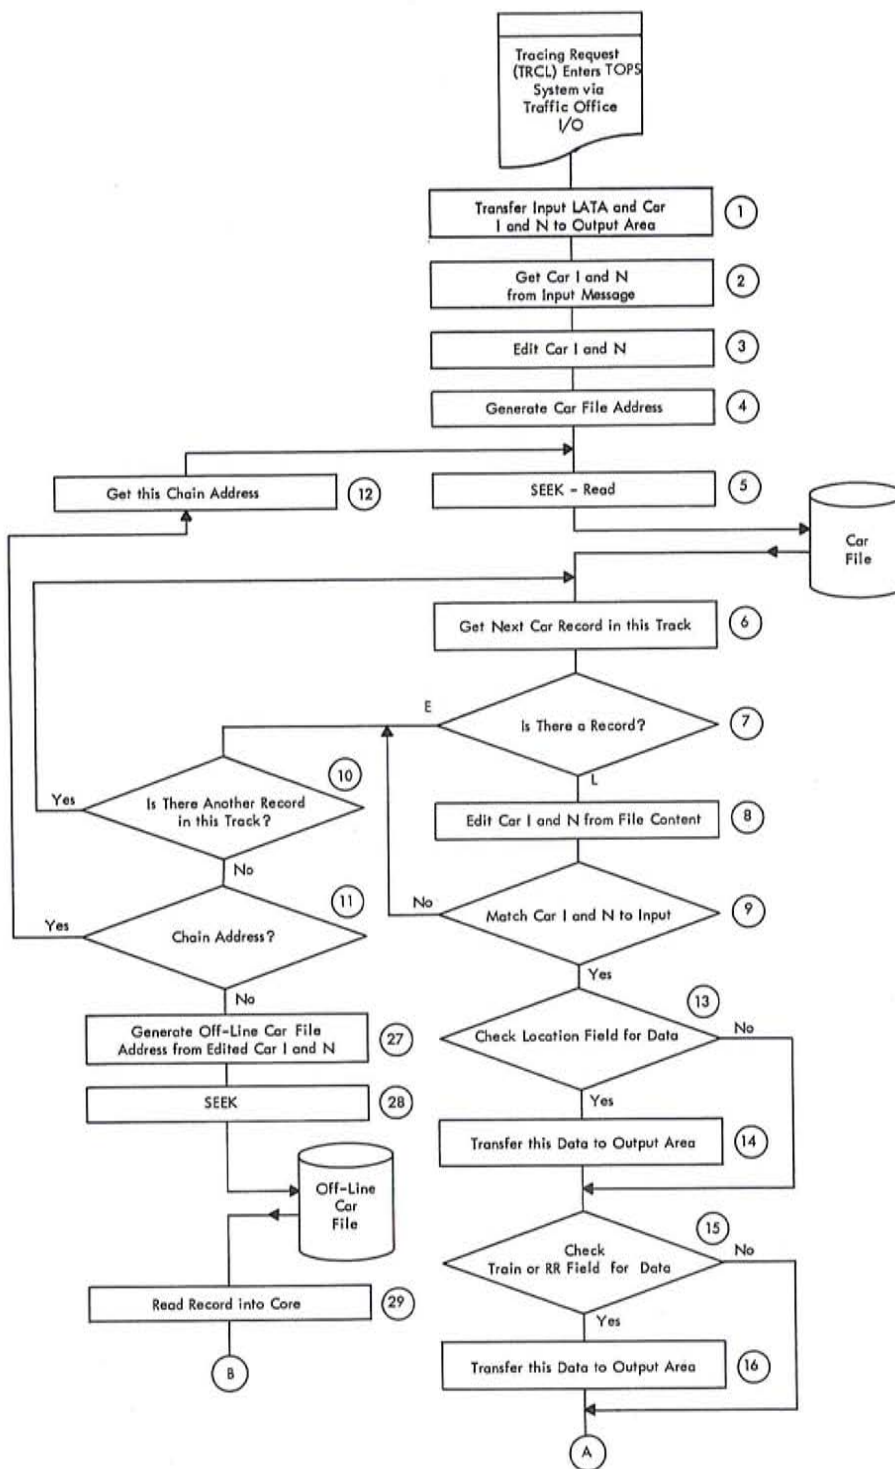 Tracing Request
(TRCL) Enters TOPS
System via
Traffic Office
I/O
Transfer Input LATA and Car
I and N to Output Area
1
Get Car I and N
from Input Message
2
Edit Car I and N
3
Generate Car File Address
4
Get this Chain Address
12
SEEK - Read
5
Car
File
Get Next Car Record in this Track
6
E
Is There a Record?
7
L
10
Yes
Is There Another Record
in this Track?
No
Edit Car I and N from File Content
8
11
Yes
Chain Address?
No
No
Match Car I and N to Input
9
Yes
Generate Off-Line Car File
Address from Edited Car I and N
27
13
Check Location Field for Data
No
Yes
SEEK
28
Transfer this Data to Output Area
14
Off-Line
Car
File
15
Check
Train or RR Field for Data
No
Yes
Read Record into Core
29
B
Transfer this Data to Output Area
16
A